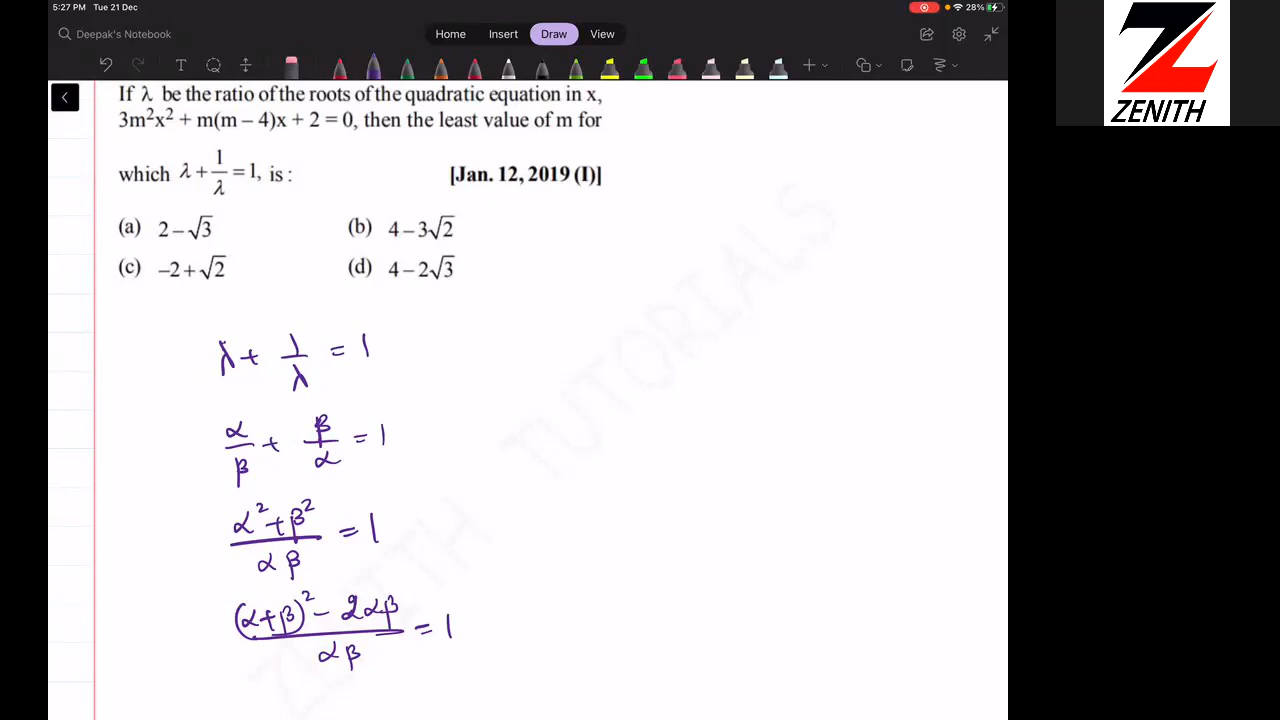 5:27 PM Tue 21 Dec
28%
Deepak's Notebook
Home Insert Draw View
ZENITH
If λ be the ratio of the roots of the quadratic equation in x,
3m²x² + m(m – 4)x + 2 = 0, then the least value of m for
which λ + 1/λ = 1, is :
[Jan. 12, 2019 (I)]
(a) 2 – √3
(b) 4 – 3√2
(c) –2 + √2
(d) 4 – 2√3
λ + 1/λ = 1
α/β + β/α = 1
(α² + β²)/(αβ) = 1
((α+β)² – 2αβ)/(αβ) = 1
ZENITH TUTORIALS